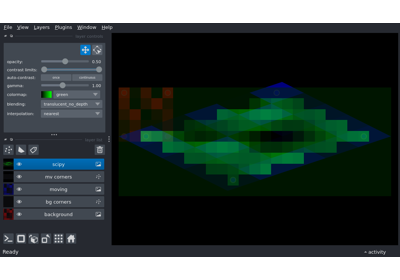 File View Layers Plugins Window Help
opacity: 0.50
contrast limits:
auto-contrast: once continuous
gamma: 1.00
colormap: green
blending: translucent_no_depth
interpolation: nearest
scipy
mv corners
moving
bg corners
background
Ready
activity